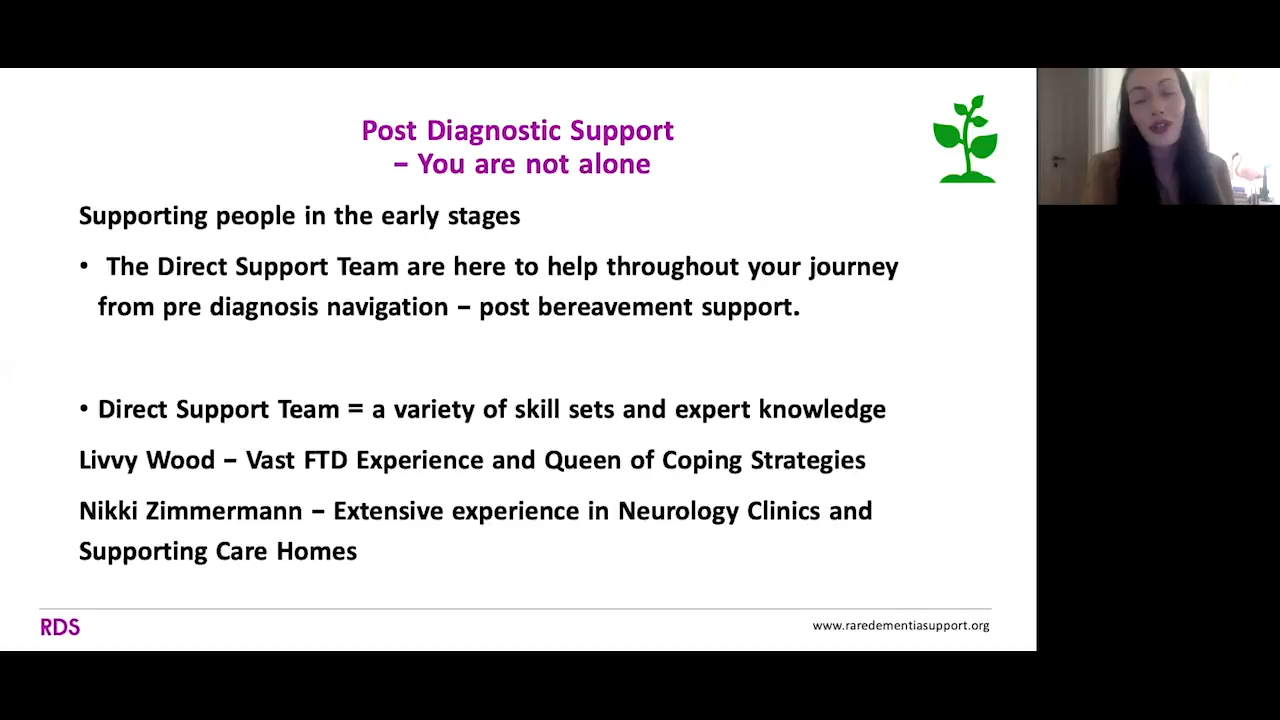 Post Diagnostic Support
– You are not alone
Supporting people in the early stages
• The Direct Support Team are here to help throughout your journey
from pre diagnosis navigation – post bereavement support.
• Direct Support Team = a variety of skill sets and expert knowledge
Livvy Wood – Vast FTD Experience and Queen of Coping Strategies
Nikki Zimmermann – Extensive experience in Neurology Clinics and
Supporting Care Homes
RDS
www.raredementiasupport.org